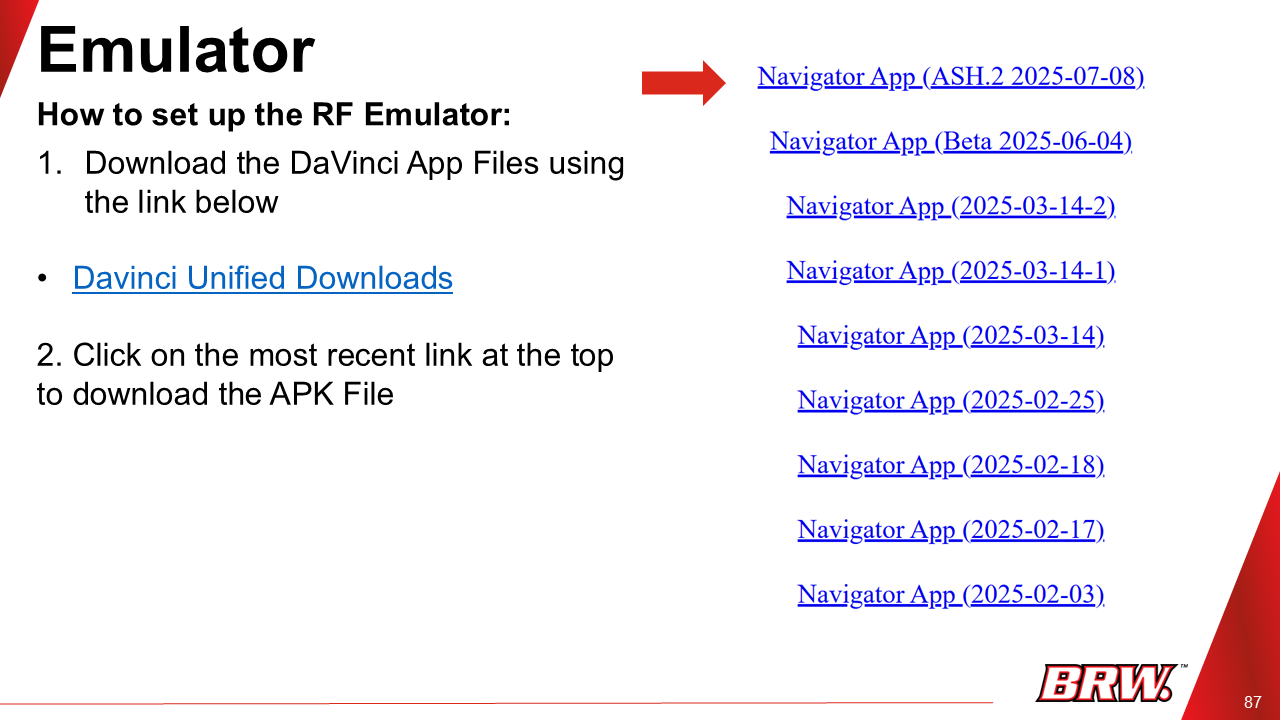 Emulator
How to set up the RF Emulator:
1. Download the DaVinci App Files using
the link below
• Davinci Unified Downloads
2. Click on the most recent link at the top
to download the APK File
Navigator App (ASH.2 2025-07-08)
Navigator App (Beta 2025-06-04)
Navigator App (2025-03-14-2)
Navigator App (2025-03-14-1)
Navigator App (2025-03-14)
Navigator App (2025-02-25)
Navigator App (2025-02-18)
Navigator App (2025-02-17)
Navigator App (2025-02-03)
BRW.™
87